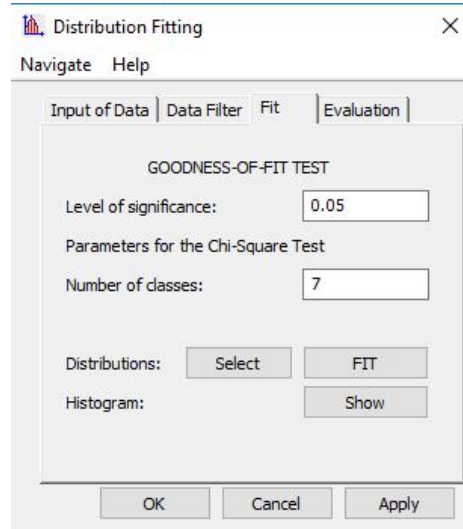 Distribution Fitting
Navigate Help
Input of Data Data Filter Fit Evaluation
GOODNESS-OF-FIT TEST
Level of significance: 0.05
Parameters for the Chi-Square Test
Number of classes: 7
Distributions: Select FIT
Histogram: Show
OK Cancel Apply